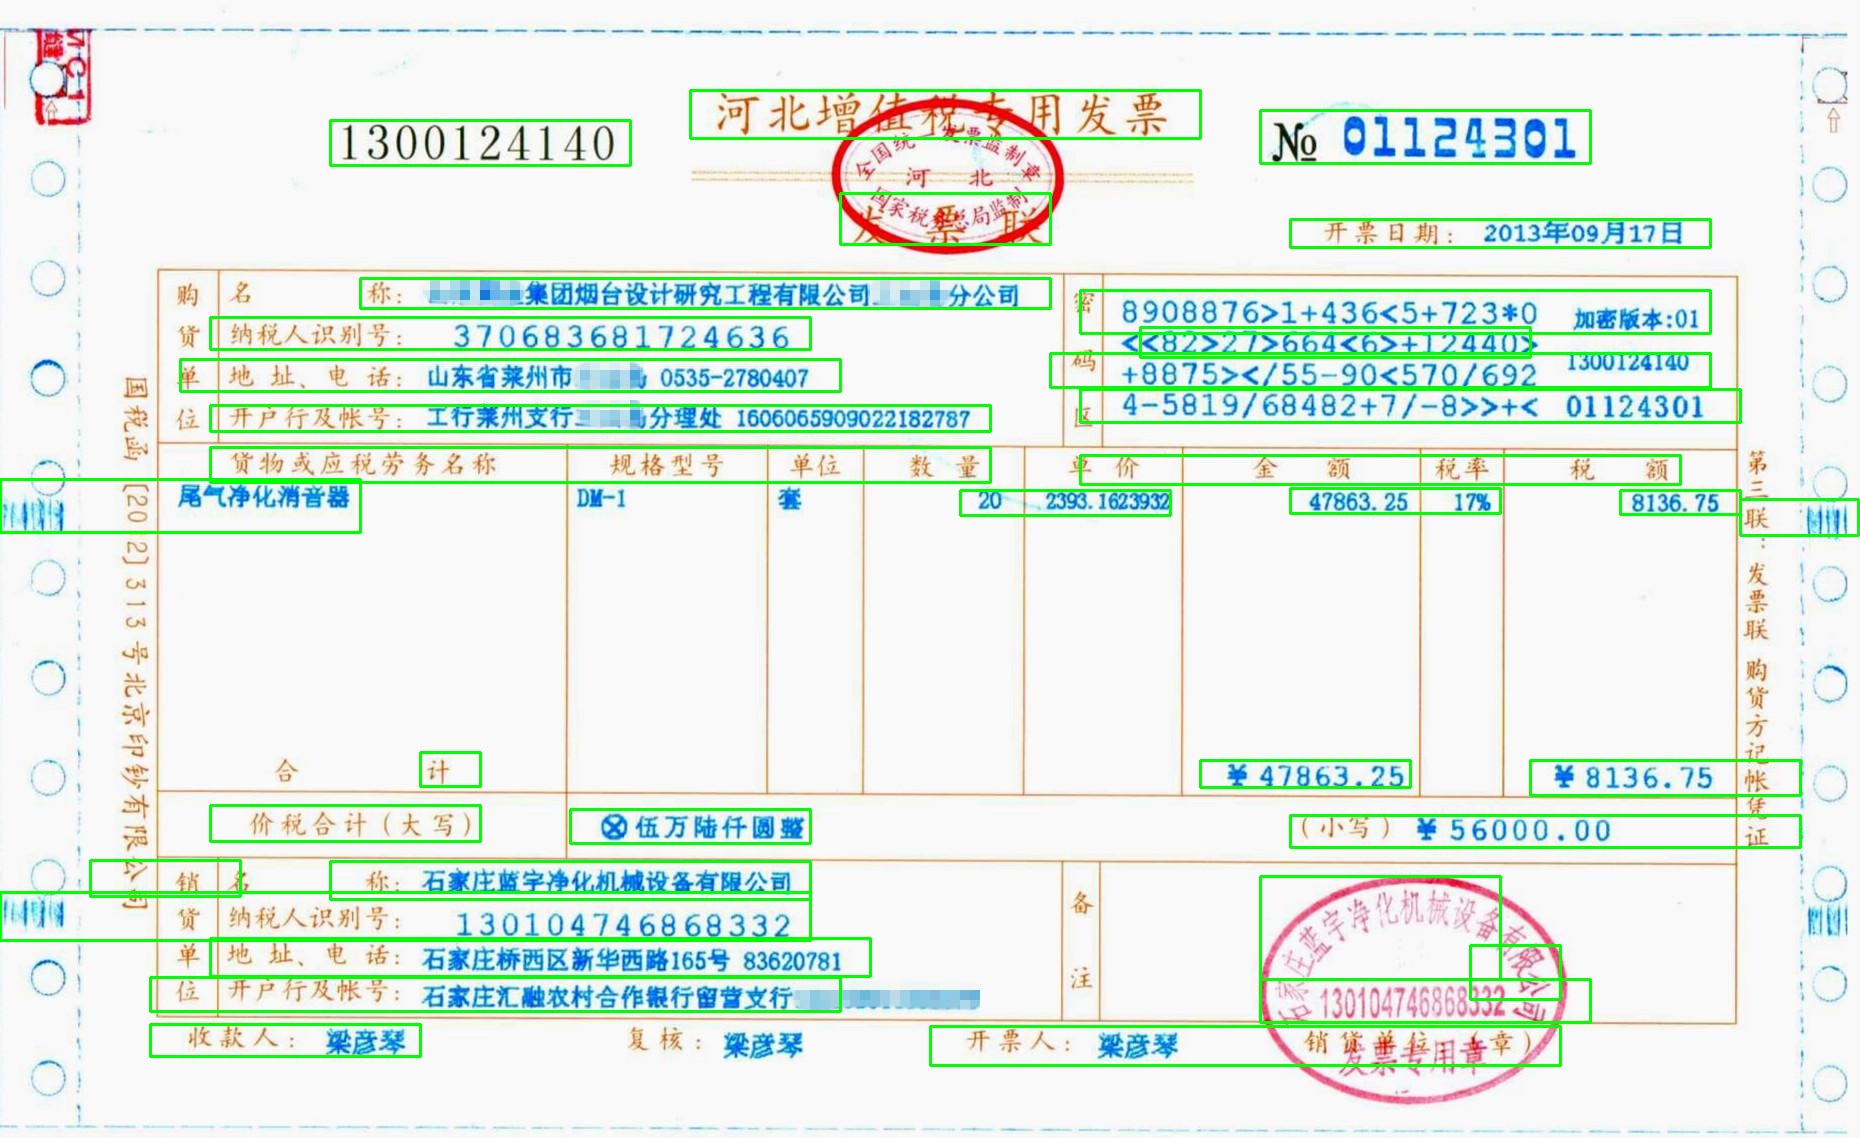 河北增值税专用发票
1300124140
№ 01124301
全国统一发票监制章
河 北
国家税务总局监制
发票联
开票日期: 2013年09月17日
购货单位
名 称: 集团烟台设计研究工程有限公司 分公司
纳税人识别号: 370683681724636
地 址、电 话: 山东省莱州市 0535-2780407
开户行及帐号: 工行莱州支行 分理处 1606065909022182787
密码区
8908876>1+436<5+723*0 加密版本:01
<<82>27>664<6>+12440>
+8875></55-90<570/692 1300124140
4-5819/68482+7/-8>>+< 01124301
货物或应税劳务名称 规格型号 单位 数 量 单 价 金 额 税率 税 额
尾气净化消音器 DM-1 套 20 2393.1623932 47863.25 17% 8136.75
合 计 ¥47863.25 ¥8136.75
价税合计(大写) ⊗伍万陆仟圆整 (小写) ¥56000.00
销货单位
名 称: 石家庄蓝宇净化机械设备有限公司
纳税人识别号: 130104746868332
地 址、电 话: 石家庄桥西区新华西路165号 83620781
开户行及帐号: 石家庄汇融农村合作银行留营支行
备注
石家庄蓝宇净化机械设备有限公司
130104746868332
发票专用章
收款人: 梁彦琴 复核: 梁彦琴 开票人: 梁彦琴 销货单位(章)
国税函[2012]313号北京印钞有限公司
第三联:发票联 购货方记帐凭证